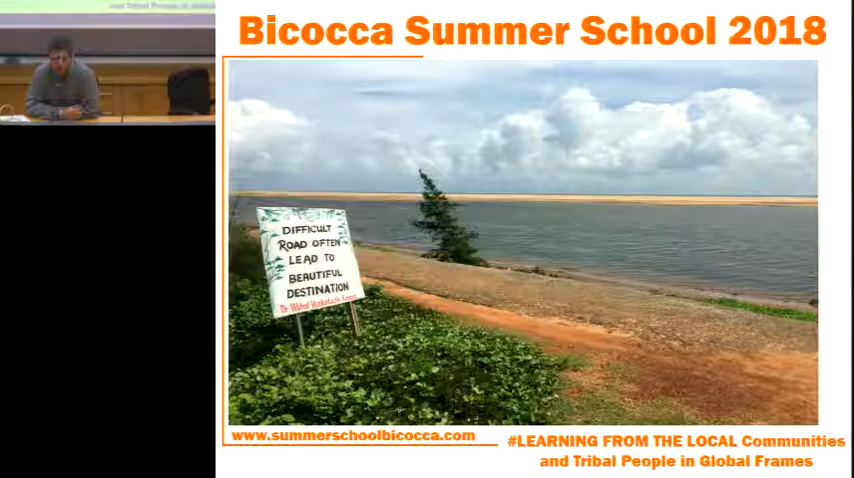 Bicocca Summer School 2018
DIFFICULT
ROAD OFTEN
LEAD TO
BEAUTIFUL
DESTINATION
www.summerschoolbicocca.com
#LEARNING FROM THE LOCAL Communities
and Tribal People in Global Frames